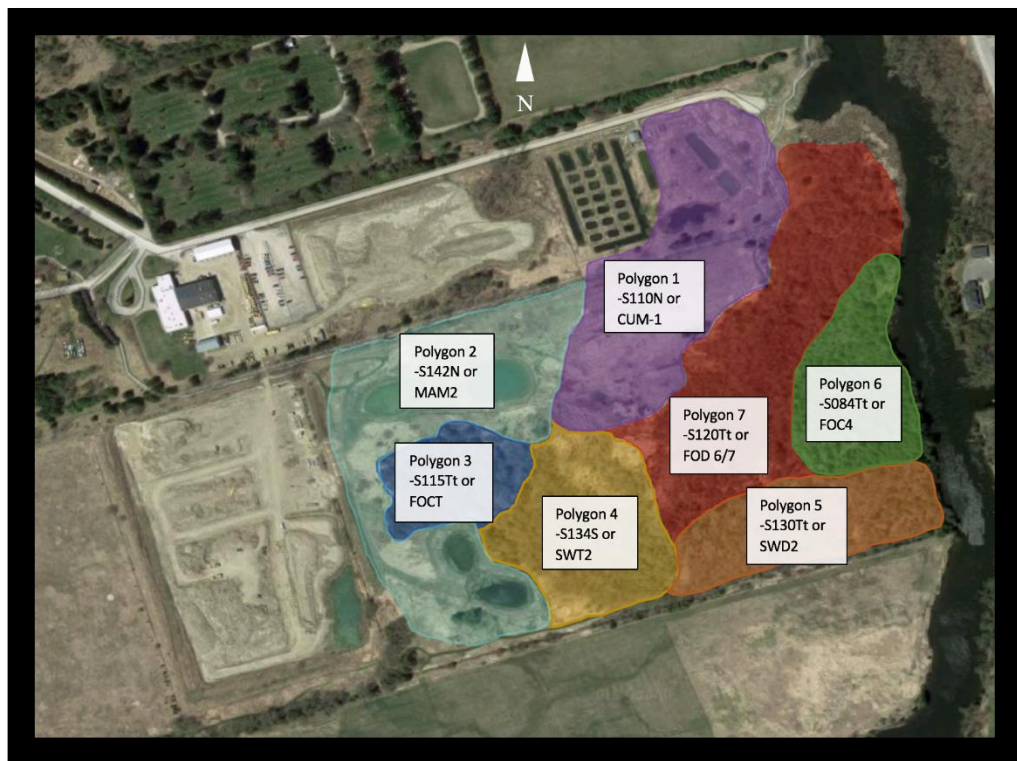 N
Polygon 1
-S110N or
CUM-1
Polygon 2
-S142N or
MAM2
Polygon 6
-S084Tt or
FOC4
Polygon 7
-S120Tt or
FOD 6/7
Polygon 3
-S115Tt or
FOCT
Polygon 4
-S134S or
SWT2
Polygon 5
-S130Tt or
SWD2